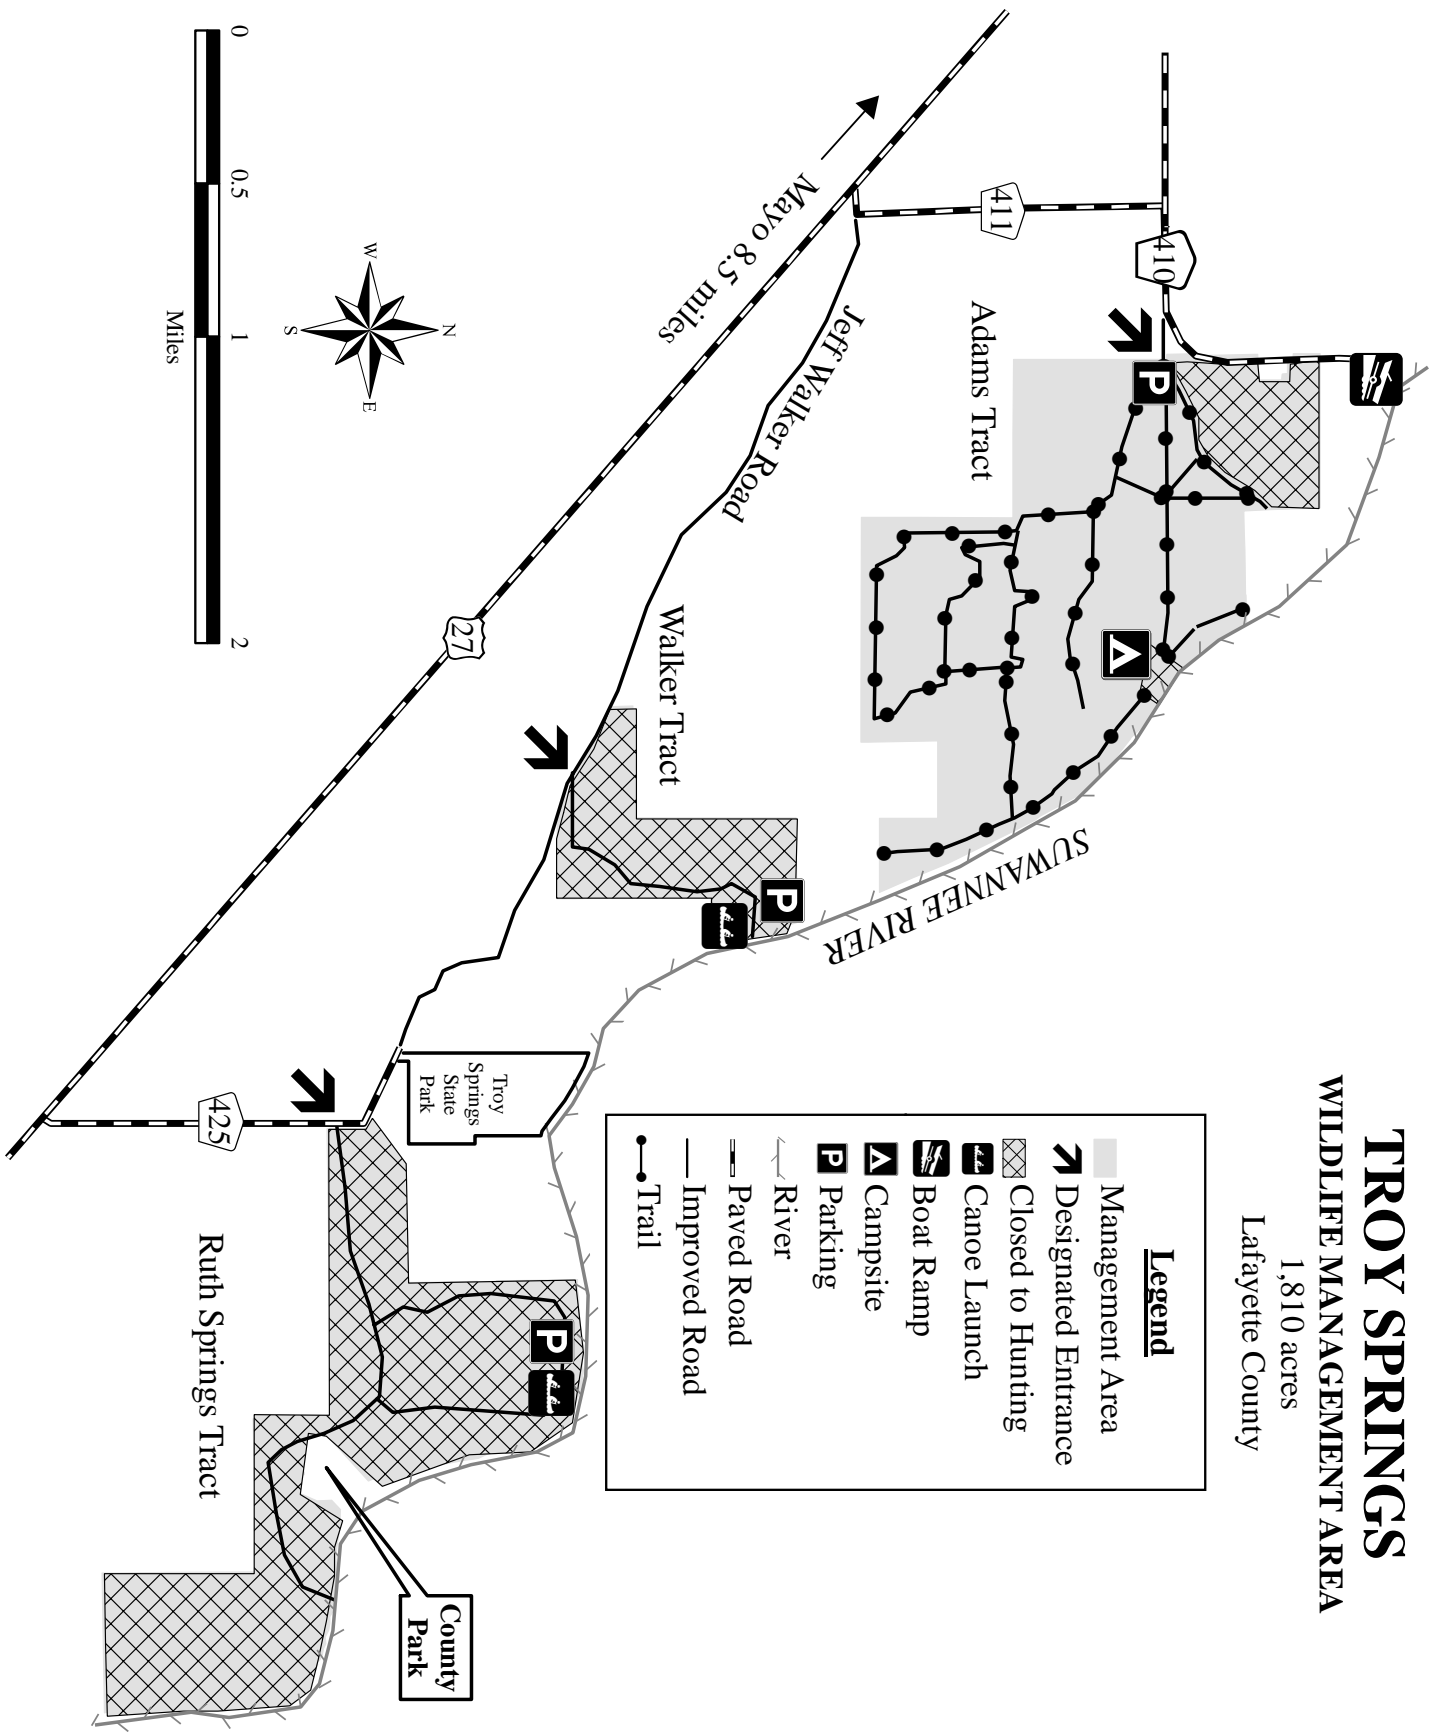 TROY SPRINGS
WILDLIFE MANAGEMENT AREA
1,810 acres
Lafayette County
Legend
Management Area
Designated Entrance
Closed to Hunting
Canoe Launch
Boat Ramp
Campsite
P Parking
River
Paved Road
Improved Road
Trail
410
411
P
Adams Tract
Mayo 8.5 miles
Jeff Walker Road
SUWANNEE RIVER
Walker Tract
P
27
Troy
Springs
State
Park
425
P
Ruth Springs Tract
County
Park
N
W
E
S
0
0.5
1
2
Miles